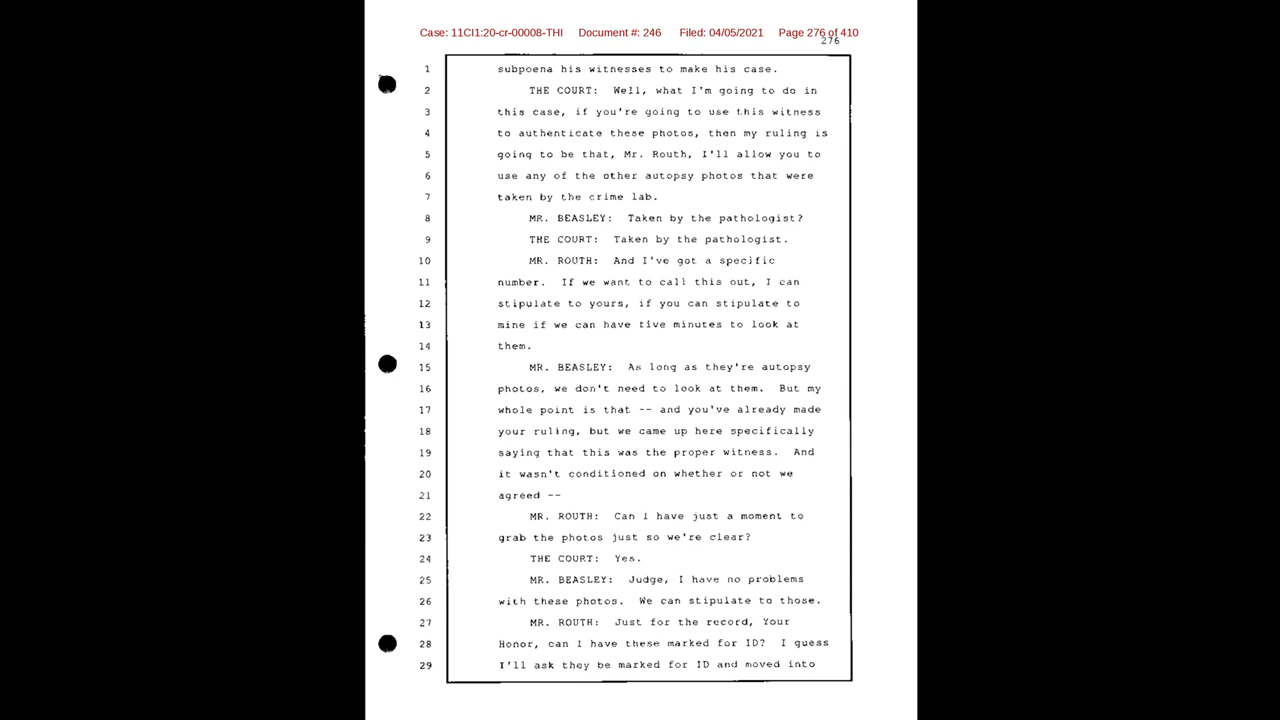 Case: 11CI1:20-cr-00008-THI Document #: 246 Filed: 04/05/2021 Page 276 of 410
276
1 subpoena his witnesses to make his case.
2 THE COURT: Well, what I'm going to do in
3 this case, if you're going to use this witness
4 to authenticate these photos, then my ruling is
5 going to be that, Mr. Routh, I'll allow you to
6 use any of the other autopsy photos that were
7 taken by the crime lab.
8 MR. BEASLEY: Taken by the pathologist?
9 THE COURT: Taken by the pathologist.
10 MR. ROUTH: And I've got a specific
11 number. If we want to call this out, I can
12 stipulate to yours, if you can stipulate to
13 mine if we can have five minutes to look at
14 them.
15 MR. BEASLEY: As long as they're autopsy
16 photos, we don't need to look at them. But my
17 whole point is that -- and you've already made
18 your ruling, but we came up here specifically
19 saying that this was the proper witness. And
20 it wasn't conditioned on whether or not we
21 agreed --
22 MR. ROUTH: Can I have just a moment to
23 grab the photos just so we're clear?
24 THE COURT: Yes.
25 MR. BEASLEY: Judge, I have no problems
26 with these photos. We can stipulate to those.
27 MR. ROUTH: Just for the record, Your
28 Honor, can I have these marked for ID? I guess
29 I'll ask they be marked for ID and moved into